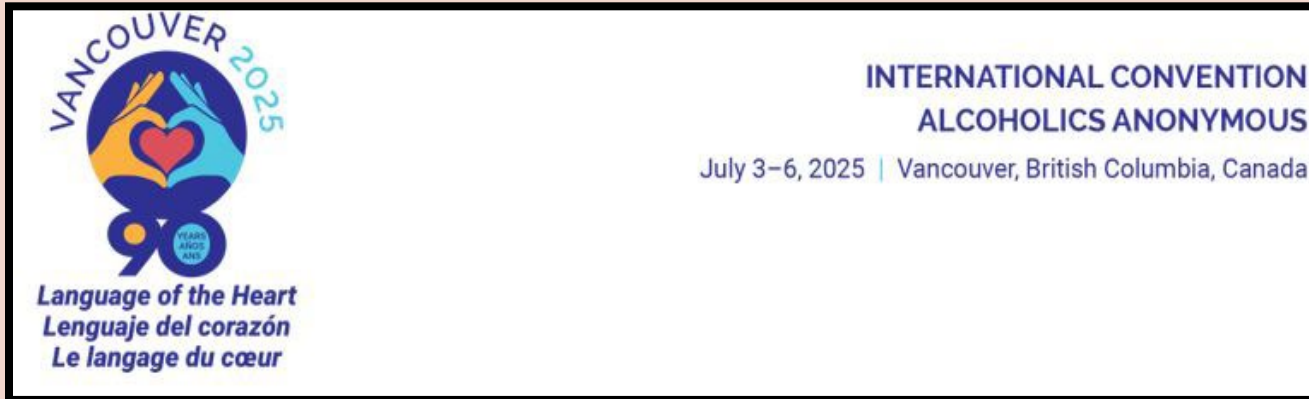 VANCOUVER 2025
90
YEARS
AÑOS
ANS
Language of the Heart
Lenguaje del corazón
Le langage du cœur
INTERNATIONAL CONVENTION
ALCOHOLICS ANONYMOUS
July 3–6, 2025 | Vancouver, British Columbia, Canada